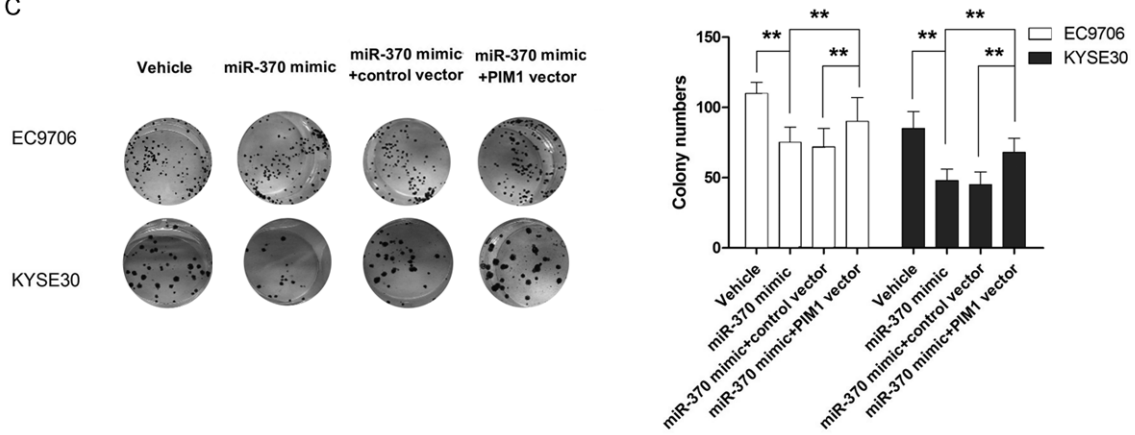 C
Vehicle
miR-370 mimic
miR-370 mimic
+control vector
miR-370 mimic
+PIM1 vector
EC9706
KYSE30
**
**
**
**
**
**
EC9706
KYSE30
Colony numbers
150
100
50
0
Vehicle
miR-370 mimic
miR-370 mimic+control vector
miR-370 mimic+PIM1 vector
Vehicle
miR-370 mimic
miR-370 mimic+control vector
miR-370 mimic+PIM1 vector